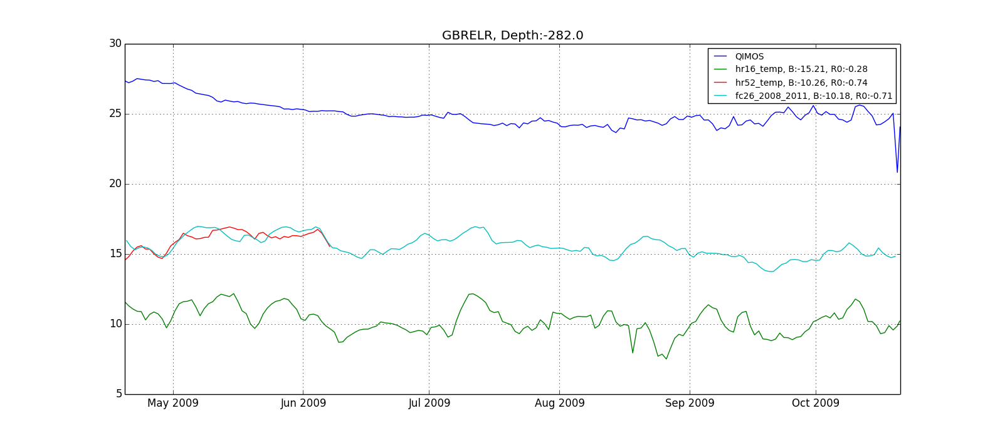 GBRELR, Depth:-282.0
30
25
20
15
10
5
QIMOS
hr16_temp, B:-15.21, R0:-0.28
hr52_temp, B:-10.26, R0:-0.74
fc26_2008_2011, B:-10.18, R0:-0.71
May 2009
Jun 2009
Jul 2009
Aug 2009
Sep 2009
Oct 2009